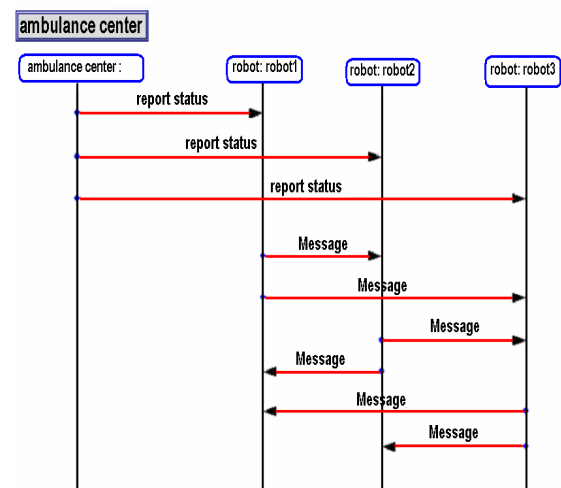 ambulance center
ambulance center :
robot: robot1
robot: robot2
robot: robot3
report status
report status
report status
Message
Message
Message
Message
Message
Message